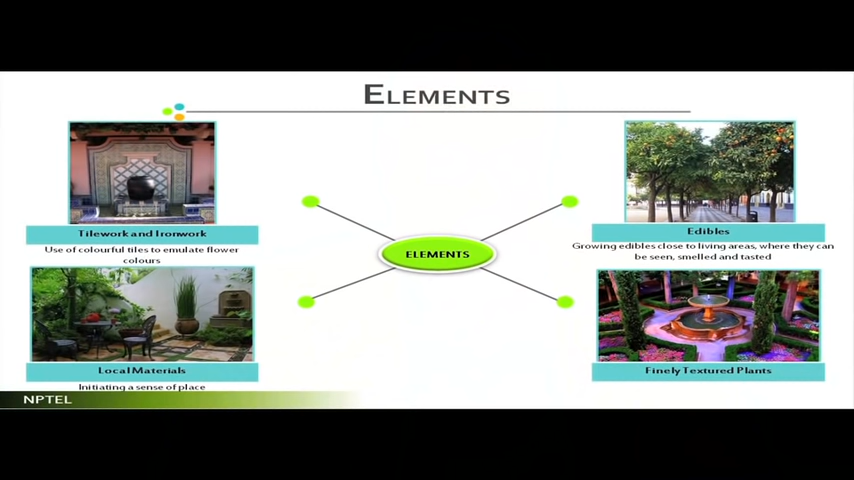 ELEMENTS
Tilework and Ironwork
Use of colourful tiles to emulate flower
colours
Local Materials
Initiating a sense of place
ELEMENTS
Edibles
Growing edibles close to living areas, where they can
be seen, smelled and tasted
Finely Textured Plants
NPTEL